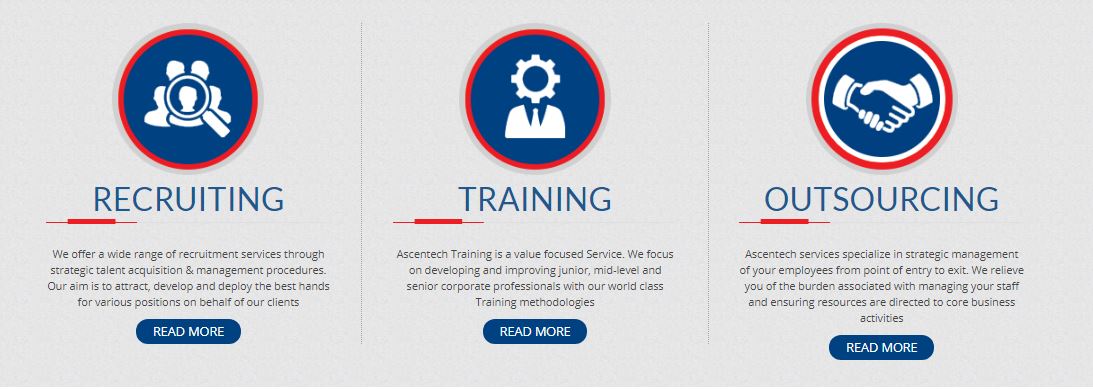 RECRUITING
We offer a wide range of recruitment services through
strategic talent acquisition & management procedures.
Our aim is to attract, develop and deploy the best hands
for various positions on behalf of our clients
READ MORE
TRAINING
Ascentech Training is a value focused Service. We focus
on developing and improving junior, mid-level and
senior corporate professionals with our world class
Training methodologies
READ MORE
OUTSOURCING
Ascentech services specialize in strategic management
of your employees from point of entry to exit. We relieve
you of the burden associated with managing your staff
and ensuring resources are directed to core business
activities
READ MORE